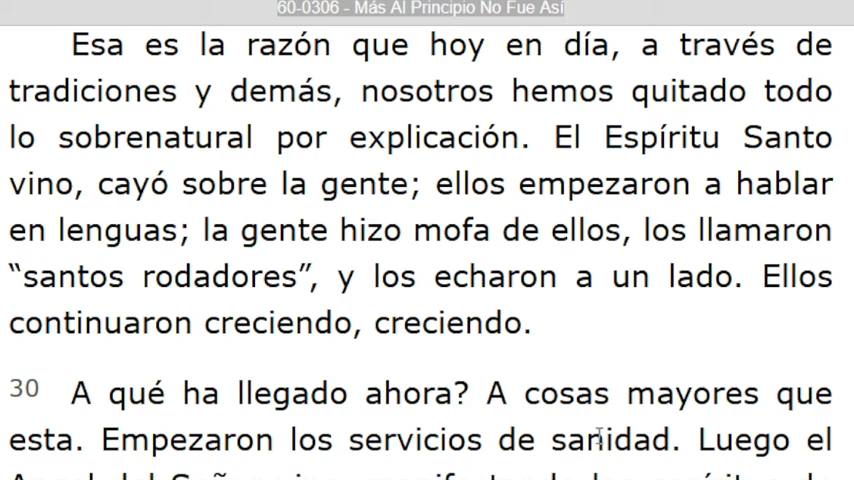 60-0306 - Más Al Principio No Fue Así
Esa es la razón que hoy en día, a través de
tradiciones y demás, nosotros hemos quitado todo
lo sobrenatural por explicación. El Espíritu Santo
vino, cayó sobre la gente; ellos empezaron a hablar
en lenguas; la gente hizo mofa de ellos, los llamaron
“santos rodadores”, y los echaron a un lado. Ellos
continuaron creciendo, creciendo.
30 A qué ha llegado ahora? A cosas mayores que
esta. Empezaron los servicios de sanidad. Luego el